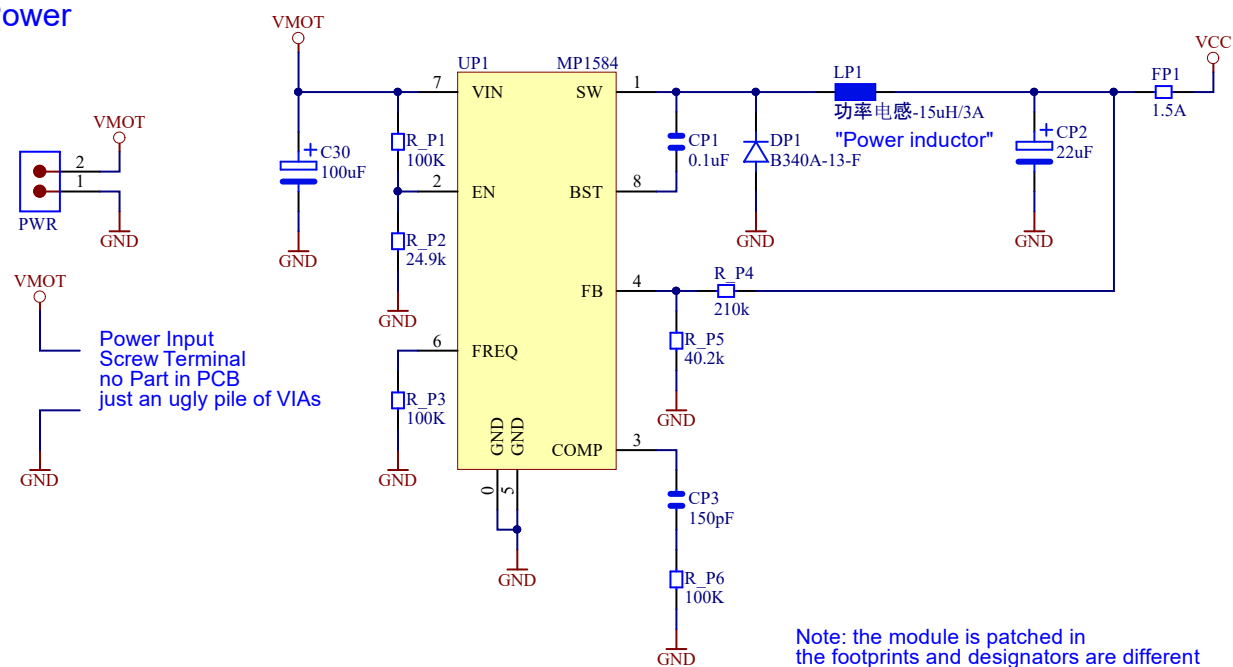 Power
VMOT
VCC
UP1
MP1584
LP1
FP1
7
VIN
SW
1
1.5A
功率电感-15uH/3A
"Power inductor"
VMOT
C30
100uF
R_P1
100K
CP1
0.1uF
DP1
B340A-13-F
CP2
22uF
2
1
PWR
GND
2
EN
BST
8
R_P2
24.9k
GND
GND
GND
GND
VMOT
FB
4
R_P4
210k
GND
Power Input
Screw Terminal
no Part in PCB
just an ugly pile of VIAs
6
FREQ
R_P5
40.2k
R_P3
100K
GND
GND
GND
GND
COMP
3
GND
GND
0
5
CP3
150pF
GND
R_P6
100K
GND
Note: the module is patched in
the footprints and designators are different